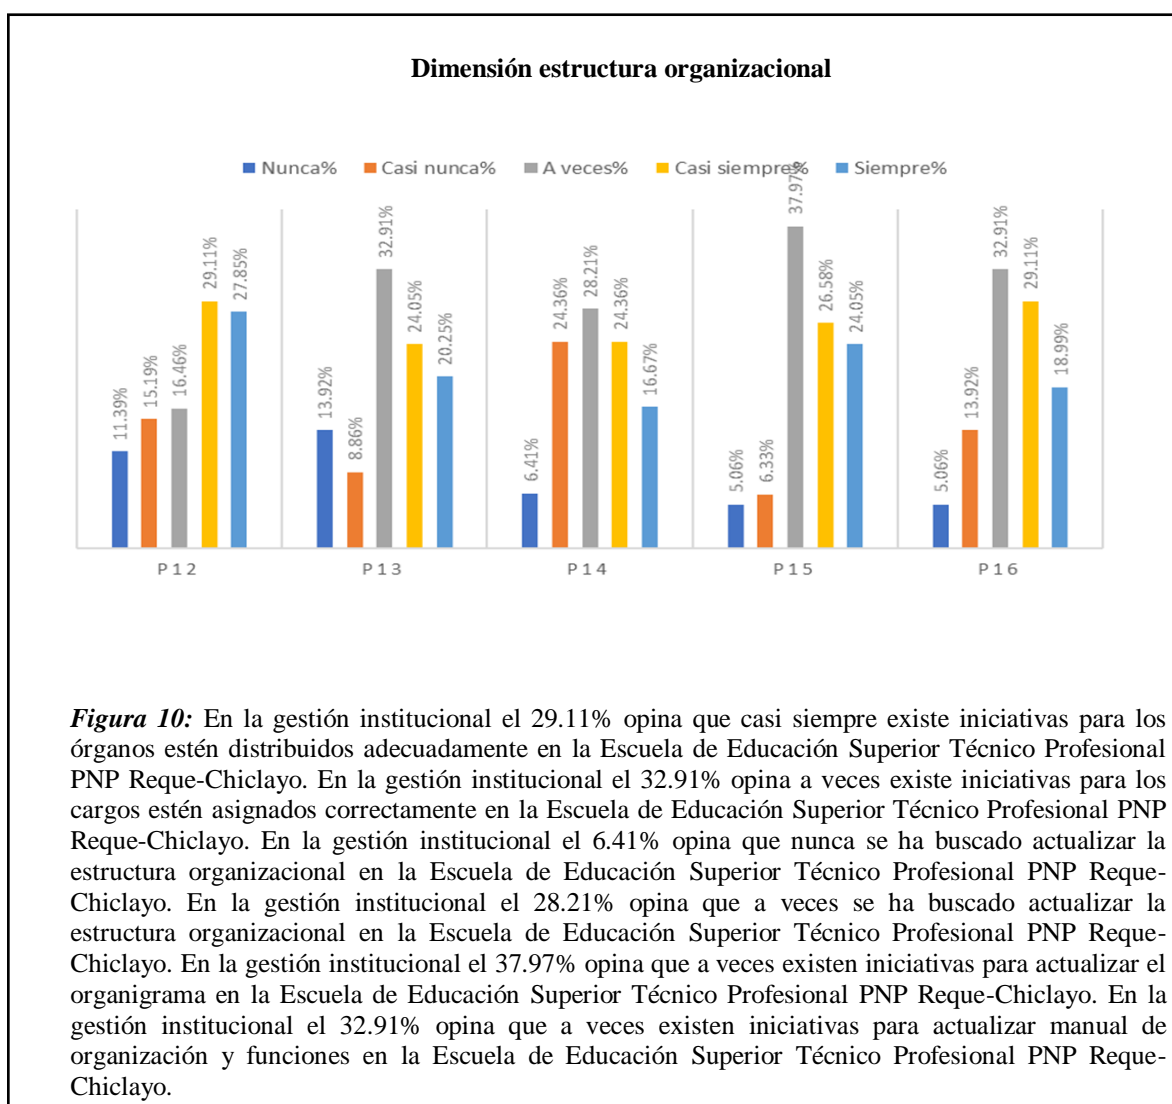 Dimensión estructura organizacional
Nunca% Casi nunca% A veces% Casi siempre% Siempre%
11.39% 15.19% 16.46% 29.11% 27.85%
13.92% 8.86% 32.91% 24.05% 20.25%
6.41% 24.36% 28.21% 24.36% 16.67%
5.06% 6.33% 37.97% 26.58% 24.05%
5.06% 13.92% 32.91% 29.11% 18.99%
P12 P13 P14 P15 P16
Figura 10: En la gestión institucional el 29.11% opina que casi siempre existe iniciativas para los
órganos estén distribuidos adecuadamente en la Escuela de Educación Superior Técnico Profesional
PNP Reque-Chiclayo. En la gestión institucional el 32.91% opina a veces existe iniciativas para los
cargos estén asignados correctamente en la Escuela de Educación Superior Técnico Profesional PNP
Reque-Chiclayo. En la gestión institucional el 6.41% opina que nunca se ha buscado actualizar la
estructura organizacional en la Escuela de Educación Superior Técnico Profesional PNP Reque-
Chiclayo. En la gestión institucional el 28.21% opina que a veces se ha buscado actualizar la
estructura organizacional en la Escuela de Educación Superior Técnico Profesional PNP Reque-
Chiclayo. En la gestión institucional el 37.97% opina que a veces existen iniciativas para actualizar el
organigrama en la Escuela de Educación Superior Técnico Profesional PNP Reque-Chiclayo. En la
gestión institucional el 32.91% opina que a veces existen iniciativas para actualizar manual de
organización y funciones en la Escuela de Educación Superior Técnico Profesional PNP Reque-
Chiclayo.